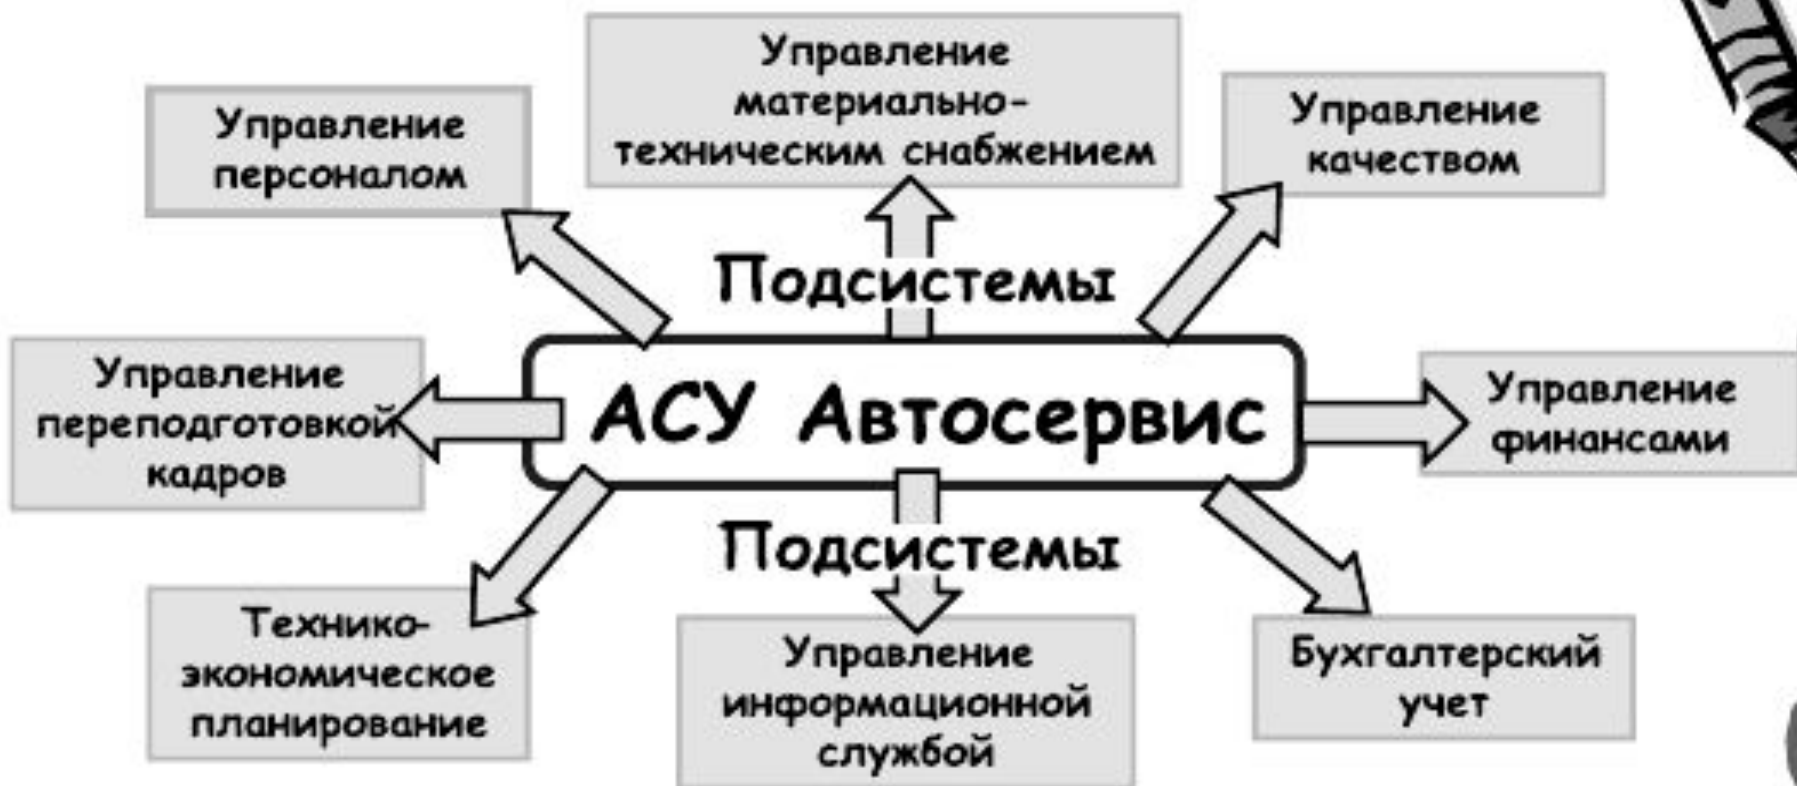 Управление
материально-
техническим снабжением
Управление
персоналом
Управление
качеством
Подсистемы
АСУ Автосервис
Управление
переподготовкой
кадров
Управление
финансами
Подсистемы
Технико-
экономическое
планирование
Управление
информационной
службой
Бухгалтерский
учет